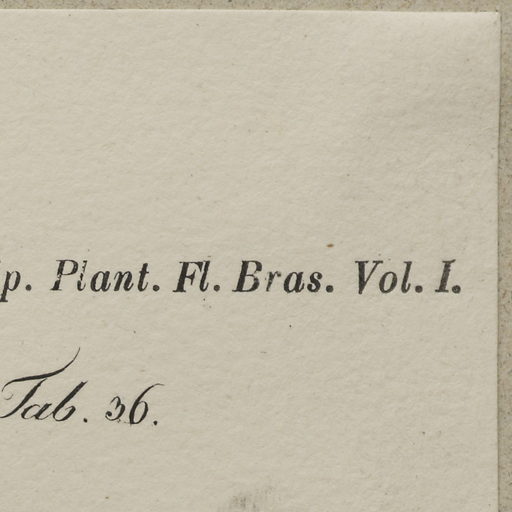 p. Plant. Fl. Bras. Vol. I.
Tab. 36.